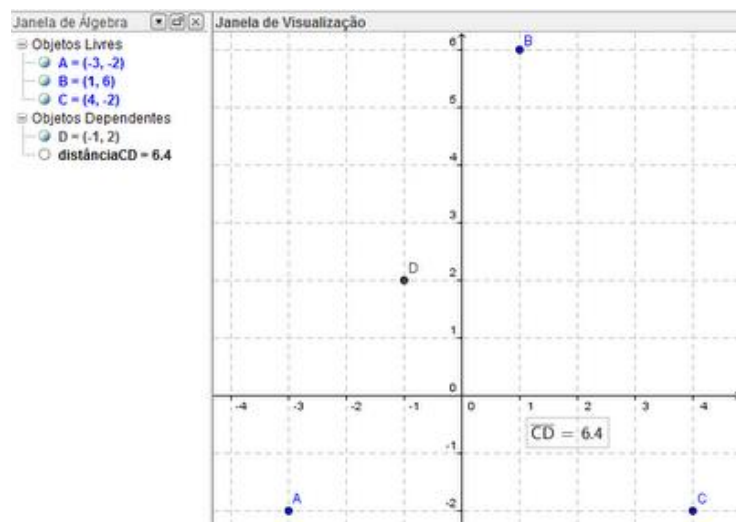 Janela de Álgebra
Objetos Livres
A = (-3, -2)
B = (1, 6)
C = (4, -2)
Objetos Dependentes
D = (-1, 2)
distânciaCD = 6.4
Janela de Visualização
6
B
5
4
3
D
2
1
0
-4 -3 -2 -1 0 1 2 3 4
CD = 6.4
-1
A
C
-2